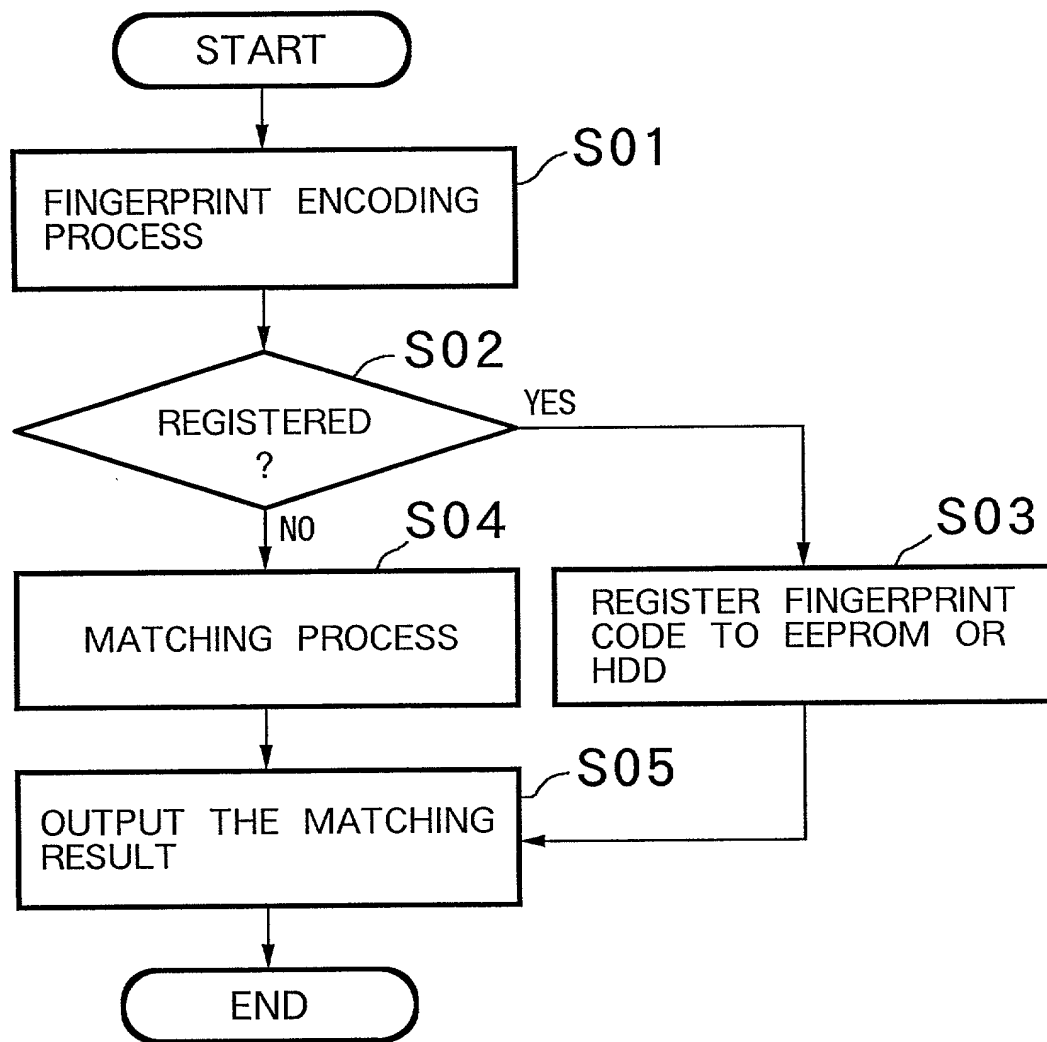 START
S01
FINGERPRINT ENCODING
PROCESS
S02
REGISTERED
?
YES
NO
S04
MATCHING PROCESS
S03
REGISTER FINGERPRINT
CODE TO EEPROM OR
HDD
S05
OUTPUT THE MATCHING
RESULT
END